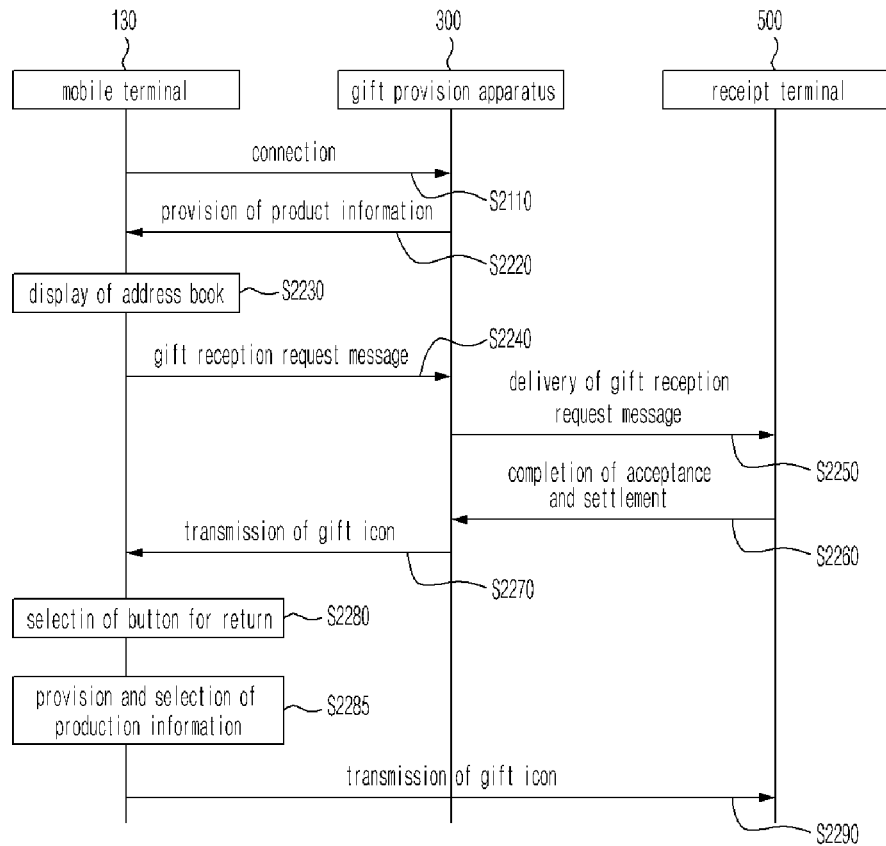 130
300
500
mobile terminal
gift provision apparatus
receipt terminal
connection
S2110
provision of product information
S2220
display of address book
S2230
gift reception request message
S2240
delivery of gift reception
request message
S2250
completion of acceptance
and settlement
S2260
transmission of gift icon
S2270
selectin of button for return
S2280
provision and selection of
production information
S2285
transmission of gift icon
S2290